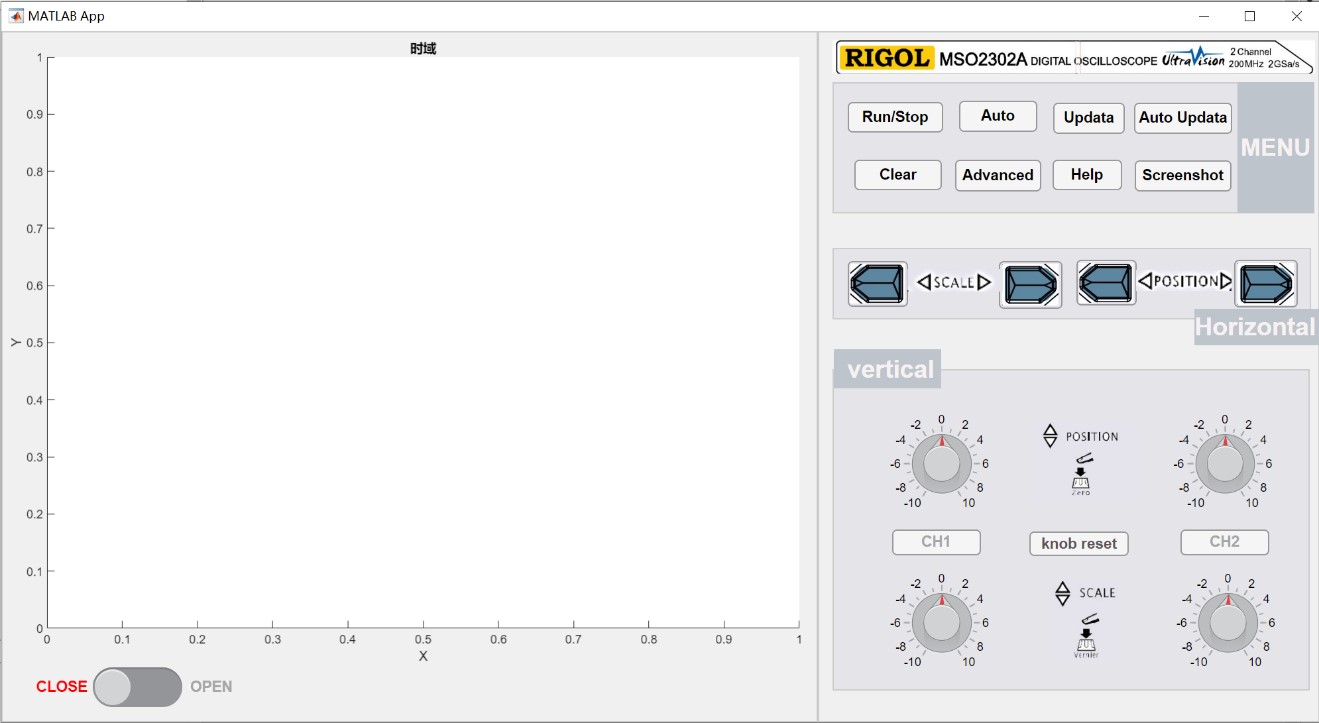 MATLAB App
时域
1
0.9
0.8
0.7
0.6
0.5
0.4
0.3
0.2
0.1
0
Y
0 0.1 0.2 0.3 0.4 0.5 0.6 0.7 0.8 0.9 1
X
CLOSE OPEN
RIGOL MSO2302A DIGITAL OSCILLOSCOPE UltraVision 2 Channel
200MHz 2GSa/s
Run/Stop Auto Updata Auto Updata
MENU
Clear Advanced Help Screenshot
SCALE POSITION
Horizontal
vertical
-10 -8 -6 -4 -2 0 2 4 6 8 10
POSITION
Zero
-10 -8 -6 -4 -2 0 2 4 6 8 10
CH1 knob reset CH2
-10 -8 -6 -4 -2 0 2 4 6 8 10
SCALE
Vernier
-10 -8 -6 -4 -2 0 2 4 6 8 10